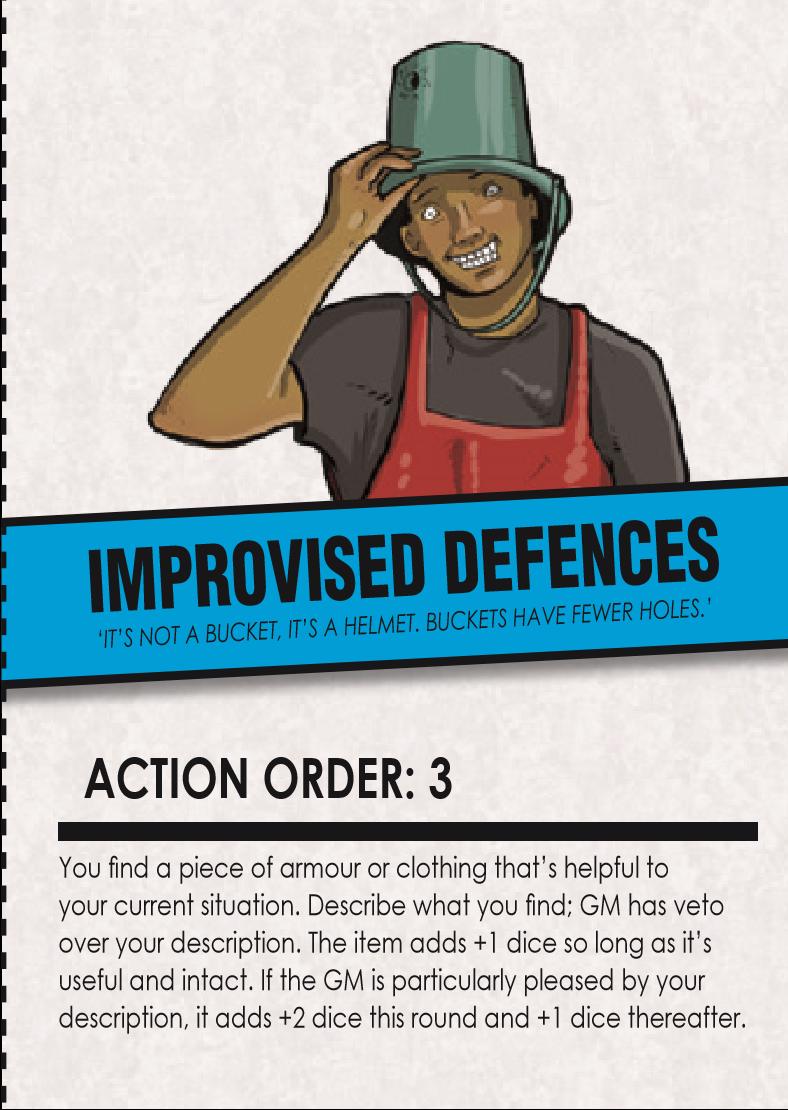 IMPROVISED DEFENCES
‘IT’S NOT A BUCKET, IT’S A HELMET. BUCKETS HAVE FEWER HOLES.’
ACTION ORDER: 3
You find a piece of armour or clothing that’s helpful to
your current situation. Describe what you find; GM has veto
over your description. The item adds +1 dice so long as it’s
useful and intact. If the GM is particularly pleased by your
description, it adds +2 dice this round and +1 dice thereafter.